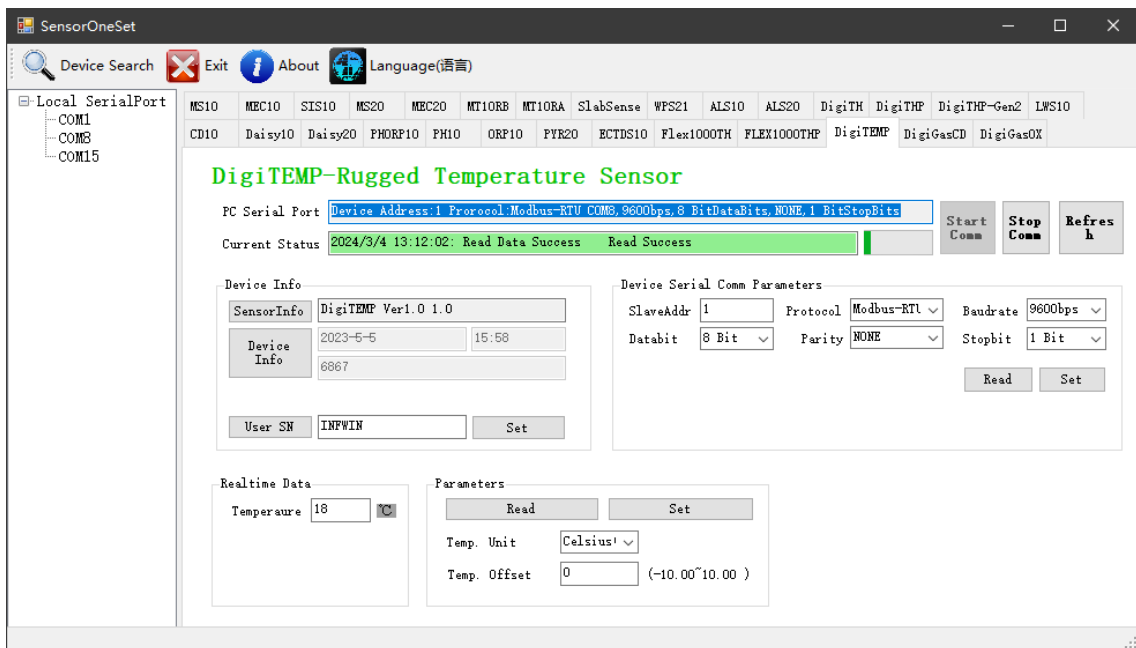 SensorOneSet
Device Search Exit About Language(语言)
Local SerialPort
COM1
COM8
COM15
MS10 MEC10 SIS10 MS20 MEC20 MT10RB MT10RA SlabSense WPS21 ALS10 ALS20 DigiTH DigiTHP DigiTHP-Gen2 LWS10
CD10 Daisy10 Daisy20 PHORP10 PH10 ORP10 PYR20 ECTDS10 Flex1000TH FLEX1000THP DigiTEMP DigiGasCD DigiGasOX
DigiTEMP-Rugged Temperature Sensor
PC Serial Port Device Address:1 Prorocol:Modbus-RTU COM8,9600bps,8 BitDataBits,NONE,1 BitStopBits
Current Status 2024/3/4 13:12:02: Read Data Success Read Success
Start Comm
Stop Comm
Refresh
Device Info
SensorInfo DigiTEMP Ver1.0 1.0
Device Info 2023-5-5 15:58
6867
User SN INFWIN Set
Device Serial Comm Parameters
SlaveAddr 1 Protocol Modbus-RTU Baudrate 9600bps
Databit 8 Bit Parity NONE Stopbit 1 Bit
Read Set
Realtime Data
Temperaure 18 ℃
Parameters
Read Set
Temp. Unit Celsius
Temp. Offset 0 (-10.00~10.00 )